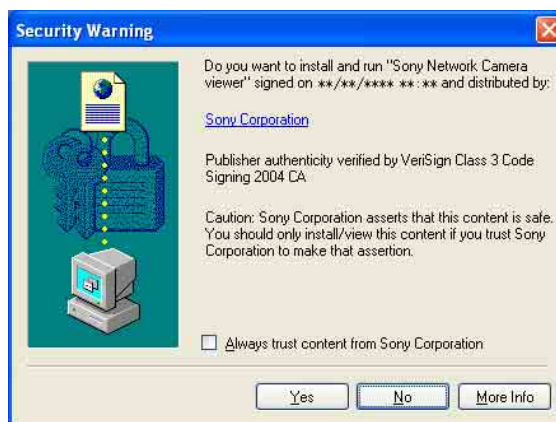 Security Warning
Do you want to install and run "Sony Network Camera
viewer" signed on **/**/**** **:** and distributed by:
Sony Corporation
Publisher authenticity verified by VeriSign Class 3 Code
Signing 2004 CA
Caution: Sony Corporation asserts that this content is safe.
You should only install/view this content if you trust Sony
Corporation to make that assertion.
Always trust content from Sony Corporation
Yes
No
More Info